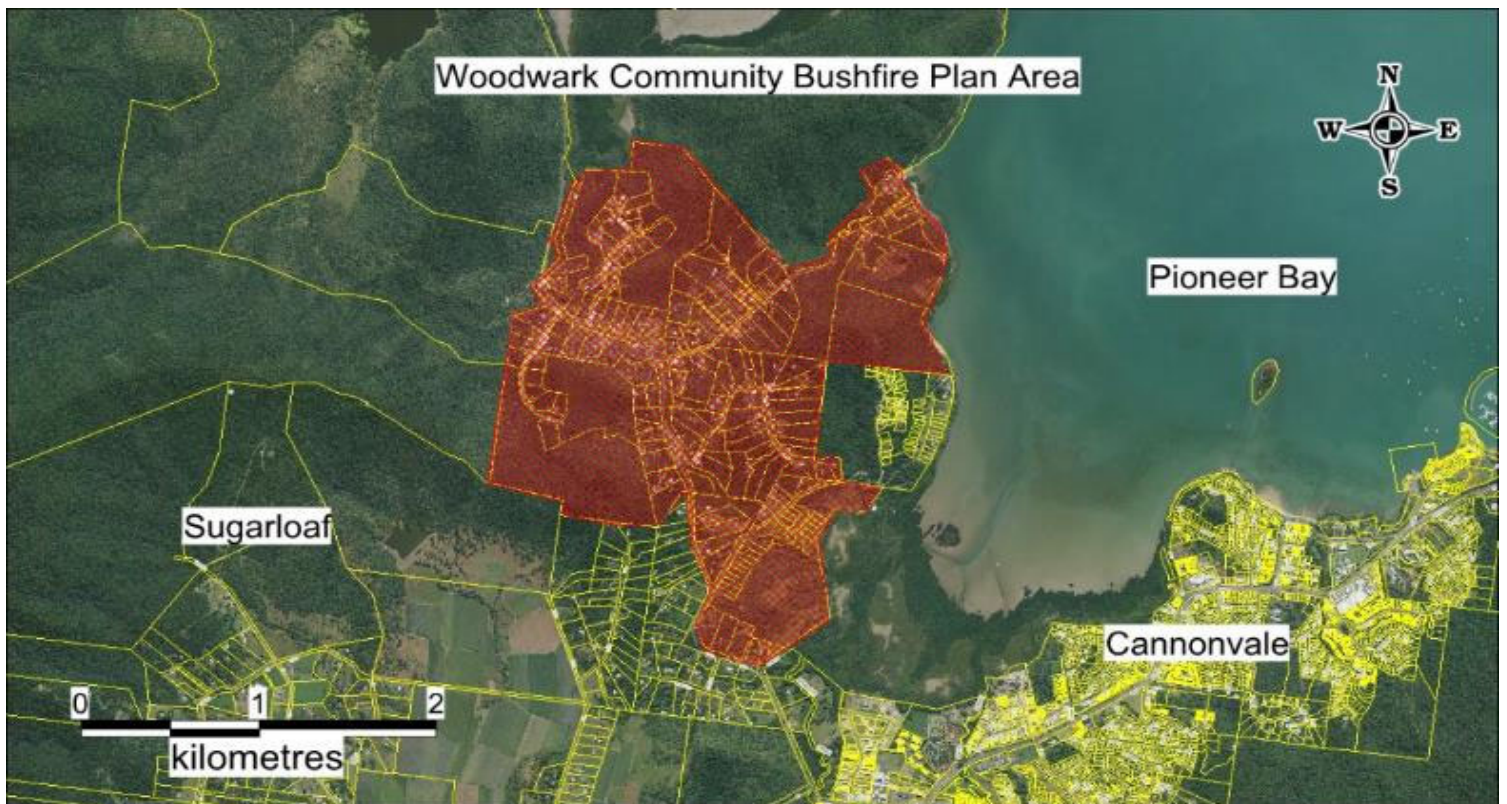 Woodwark Community Bushfire Plan Area
N
W E
S
Pioneer Bay
Sugarloaf
Cannonvale
0 1 2
kilometres